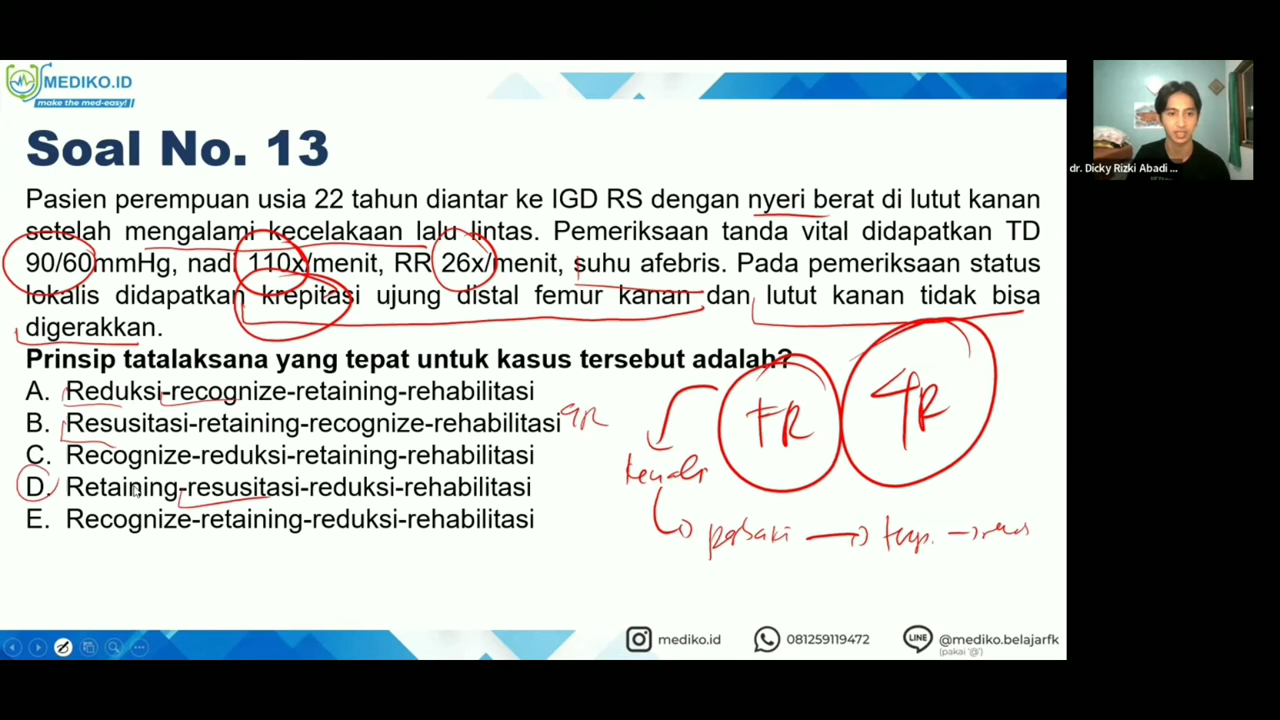 MEDIKO.ID
make the med-easy!
Soal No. 13
Pasien perempuan usia 22 tahun diantar ke IGD RS dengan nyeri berat di lutut kanan
setelah mengalami kecelakaan lalu lintas. Pemeriksaan tanda vital didapatkan TD
90/60mmHg, nadi 110x/menit, RR 26x/menit, suhu afebris. Pada pemeriksaan status
lokalis didapatkan krepitasi ujung distal femur kanan dan lutut kanan tidak bisa
digerakkan.
Prinsip tatalaksana yang tepat untuk kasus tersebut adalah?
A. Reduksi-recognize-retaining-rehabilitasi
B. Resusitasi-retaining-recognize-rehabilitasi
C. Recognize-reduksi-retaining-rehabilitasi
D. Retaining-resusitasi-reduksi-rehabilitasi
E. Recognize-retaining-reduksi-rehabilitasi
4R
mediko.id
081259119472
LINE
@mediko.belajarfk
(pakai '@')
dr. Dicky Rizki Abadi ...